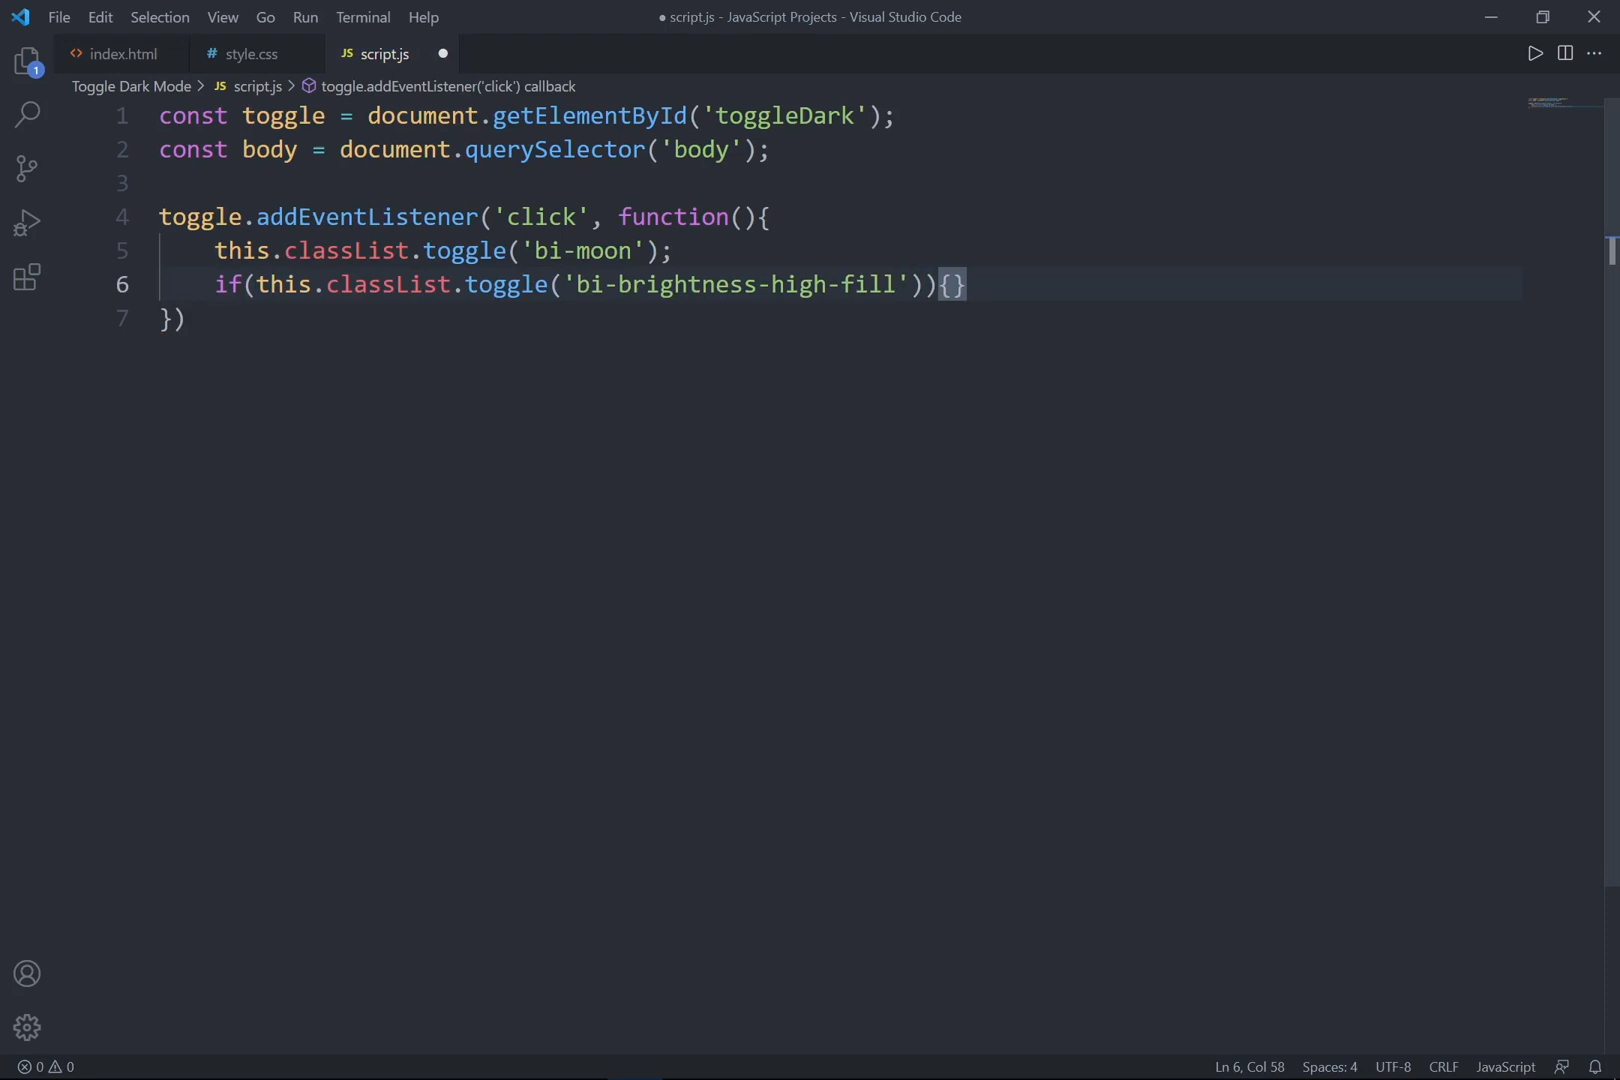 File Edit Selection View Go Run Terminal Help ● script.js - JavaScript Projects - Visual Studio Code
index.html style.css JS script.js
1
Toggle Dark Mode > JS script.js > toggle.addEventListener('click') callback
1 const toggle = document.getElementById('toggleDark');
2 const body = document.querySelector('body');
3
4 toggle.addEventListener('click', function(){
5 this.classList.toggle('bi-moon');
6 if(this.classList.toggle('bi-brightness-high-fill')){}
7 })
0 0 Ln 6, Col 58 Spaces: 4 UTF-8 CRLF JavaScript